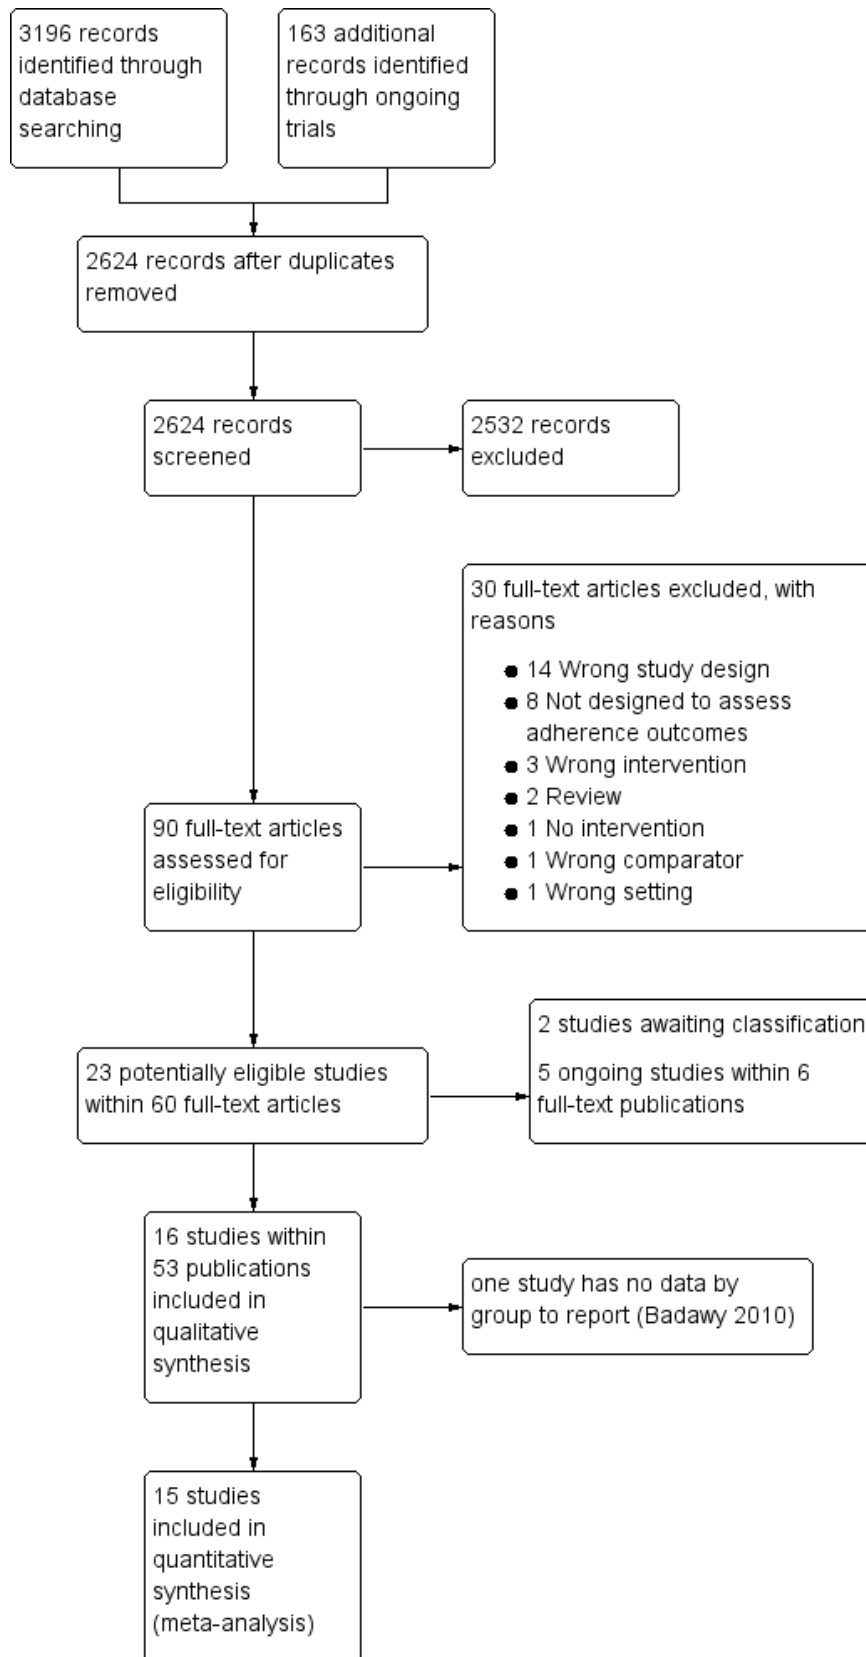 3196 records
identified through
database
searching
163 additional
records identified
through ongoing
trials
2624 records after duplicates
removed
2624 records
screened
2532 records
excluded
30 full-text articles excluded, with
reasons
● 14 Wrong study design
● 8 Not designed to assess
adherence outcomes
● 3 Wrong intervention
● 2 Review
● 1 No intervention
● 1 Wrong comparator
● 1 Wrong setting
90 full-text articles
assessed for
eligibility
2 studies awaiting classification
5 ongoing studies within 6
full-text publications
23 potentially eligible studies
within 60 full-text articles
16 studies within
53 publications
included in
qualitative
synthesis
one study has no data by
group to report (Badawy 2010)
15 studies
included in
quantitative
synthesis
(meta-analysis)